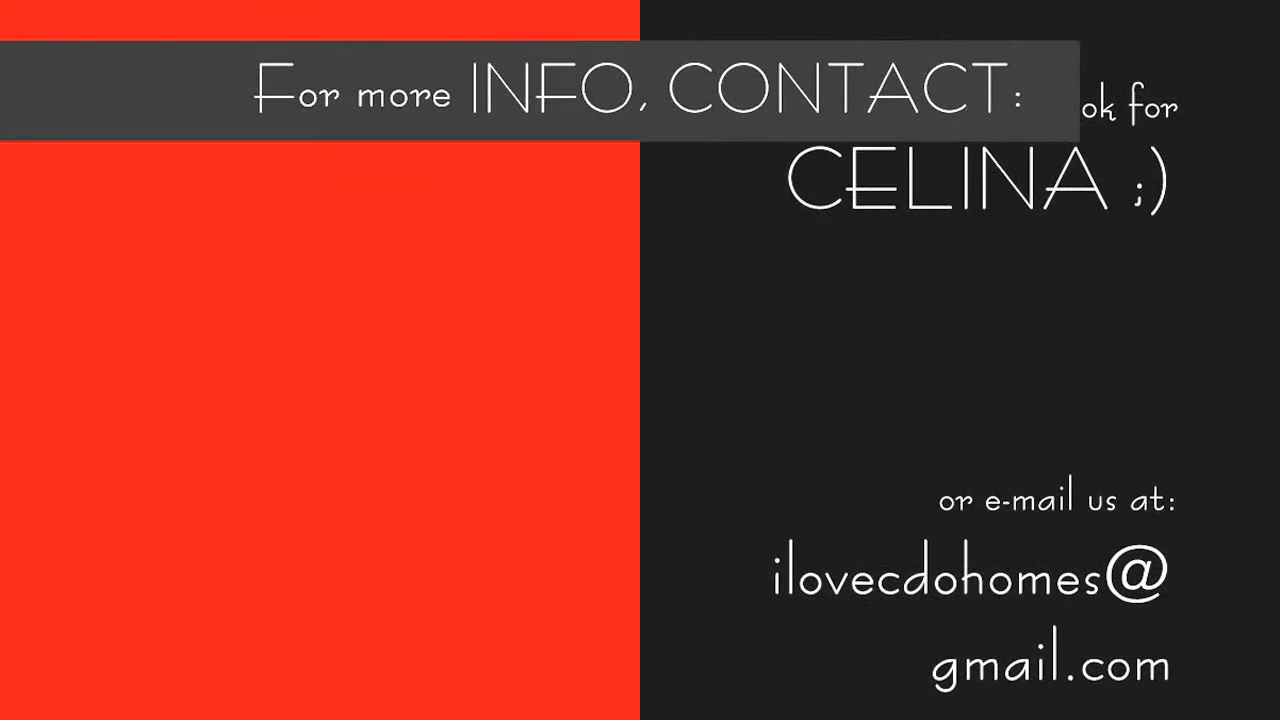 For more INFO, CONTACT:
ok for
CELINA ;)
or e-mail us at:
ilovecdohomes@
gmail.com